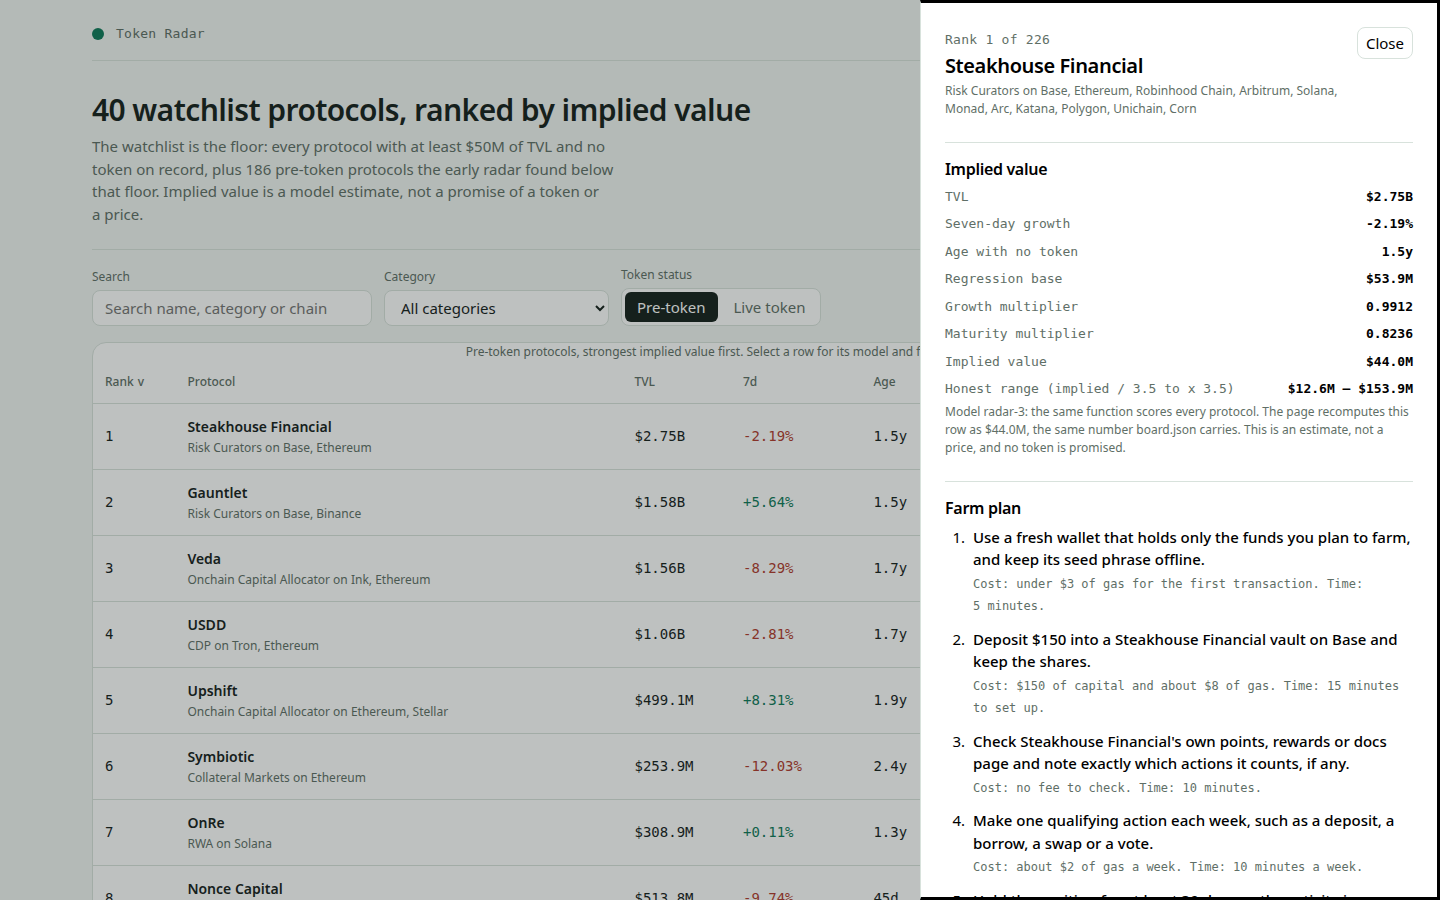 Token Radar
40 watchlist protocols, ranked by implied value
The watchlist is the floor: every protocol with at least $50M of TVL and no
token on record, plus 186 pre-token protocols the early radar found below
that floor. Implied value is a model estimate, not a promise of a token or
a price.
Search
Category
Token status
Search name, category or chain
All categories
Pre-token
Live token
Pre-token protocols, strongest implied value first. Select a row for its model and f
Rank v Protocol TVL 7d Age
1 Steakhouse Financial $2.75B -2.19% 1.5y
Risk Curators on Base, Ethereum
2 Gauntlet $1.58B +5.64% 1.5y
Risk Curators on Base, Binance
3 Veda $1.56B -8.29% 1.7y
Onchain Capital Allocator on Ink, Ethereum
4 USDD $1.06B -2.81% 1.7y
CDP on Tron, Ethereum
5 Upshift $499.1M +8.31% 1.9y
Onchain Capital Allocator on Ethereum, Stellar
6 Symbiotic $253.9M -12.03% 2.4y
Collateral Markets on Ethereum
7 OnRe $308.9M +0.11% 1.3y
RWA on Solana
8 Nonce Capital $513.8M -9.74% 45d
Rank 1 of 226
Close
Steakhouse Financial
Risk Curators on Base, Ethereum, Robinhood Chain, Arbitrum, Solana,
Monad, Arc, Katana, Polygon, Unichain, Corn
Implied value
TVL $2.75B
Seven-day growth -2.19%
Age with no token 1.5y
Regression base $53.9M
Growth multiplier 0.9912
Maturity multiplier 0.8236
Implied value $44.0M
Honest range (implied / 3.5 to x 3.5) $12.6M – $153.9M
Model radar-3: the same function scores every protocol. The page recomputes this
row as $44.0M, the same number board.json carries. This is an estimate, not a
price, and no token is promised.
Farm plan
1. Use a fresh wallet that holds only the funds you plan to farm,
and keep its seed phrase offline.
Cost: under $3 of gas for the first transaction. Time:
5 minutes.
2. Deposit $150 into a Steakhouse Financial vault on Base and
keep the shares.
Cost: $150 of capital and about $8 of gas. Time: 15 minutes
to set up.
3. Check Steakhouse Financial's own points, rewards or docs
page and note exactly which actions it counts, if any.
Cost: no fee to check. Time: 10 minutes.
4. Make one qualifying action each week, such as a deposit, a
borrow, a swap or a vote.
Cost: about $2 of gas a week. Time: 10 minutes a week.